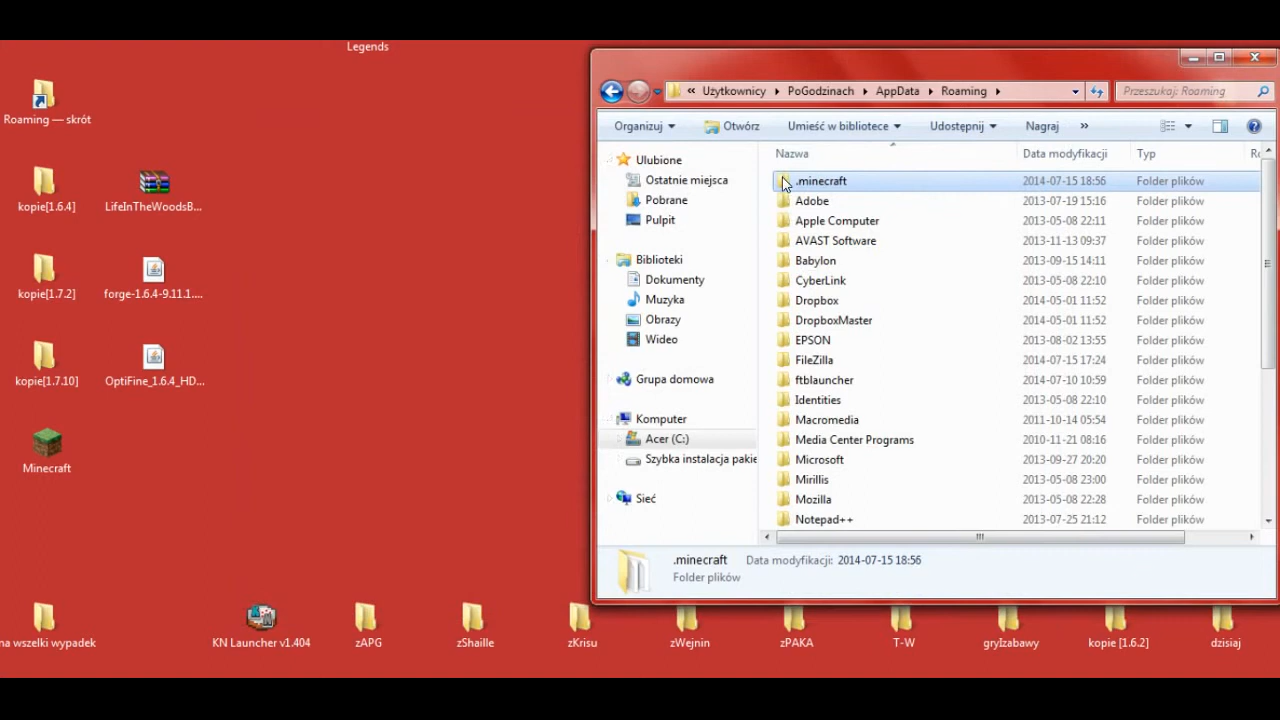 Legends
Roaming — skrót
kopie[1.6.4]
LifeInTheWoodsB...
kopie[1.7.2]
forge-1.6.4-9.11.1....
kopie[1.7.10]
OptiFine_1.6.4_HD...
Minecraft
« Użytkownicy PoGodzinach AppData Roaming
Przeszukaj: Roaming
Organizuj Otwórz Umieść w bibliotece Udostępnij Nagraj »
Nazwa Data modyfikacji Typ
Ulubione
Ostatnie miejsca
Pobrane
Pulpit
Biblioteki
Dokumenty
Muzyka
Obrazy
Wideo
Grupa domowa
Komputer
Acer (C:)
Szybka instalacja pakie
Sieć
.minecraft 2014-07-15 18:56 Folder plików
Adobe 2013-07-19 15:16 Folder plików
Apple Computer 2013-05-08 22:11 Folder plików
AVAST Software 2013-11-13 09:37 Folder plików
Babylon 2013-09-15 14:11 Folder plików
CyberLink 2013-05-08 22:10 Folder plików
Dropbox 2014-05-01 11:52 Folder plików
DropboxMaster 2014-05-01 11:52 Folder plików
EPSON 2013-08-02 13:55 Folder plików
FileZilla 2014-07-15 17:24 Folder plików
ftblauncher 2014-07-10 10:59 Folder plików
Identities 2013-05-08 22:10 Folder plików
Macromedia 2011-10-14 05:54 Folder plików
Media Center Programs 2010-11-21 08:16 Folder plików
Microsoft 2013-09-27 20:20 Folder plików
Mirillis 2013-05-08 23:00 Folder plików
Mozilla 2013-05-08 22:28 Folder plików
Notepad++ 2013-07-25 21:12 Folder plików
.minecraft Data modyfikacji: 2014-07-15 18:56
Folder plików
na wszelki wypadek
KN Launcher v1.404
zAPG
zShaille
zKrisu
zWejnin
zPAKA
T-W
gryIzabawy
kopie [1.6.2]
dzisiaj